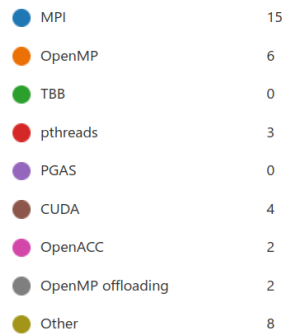 MPI 15
OpenMP 6
TBB 0
pthreads 3
PGAS 0
CUDA 4
OpenACC 2
OpenMP offloading 2
Other 8